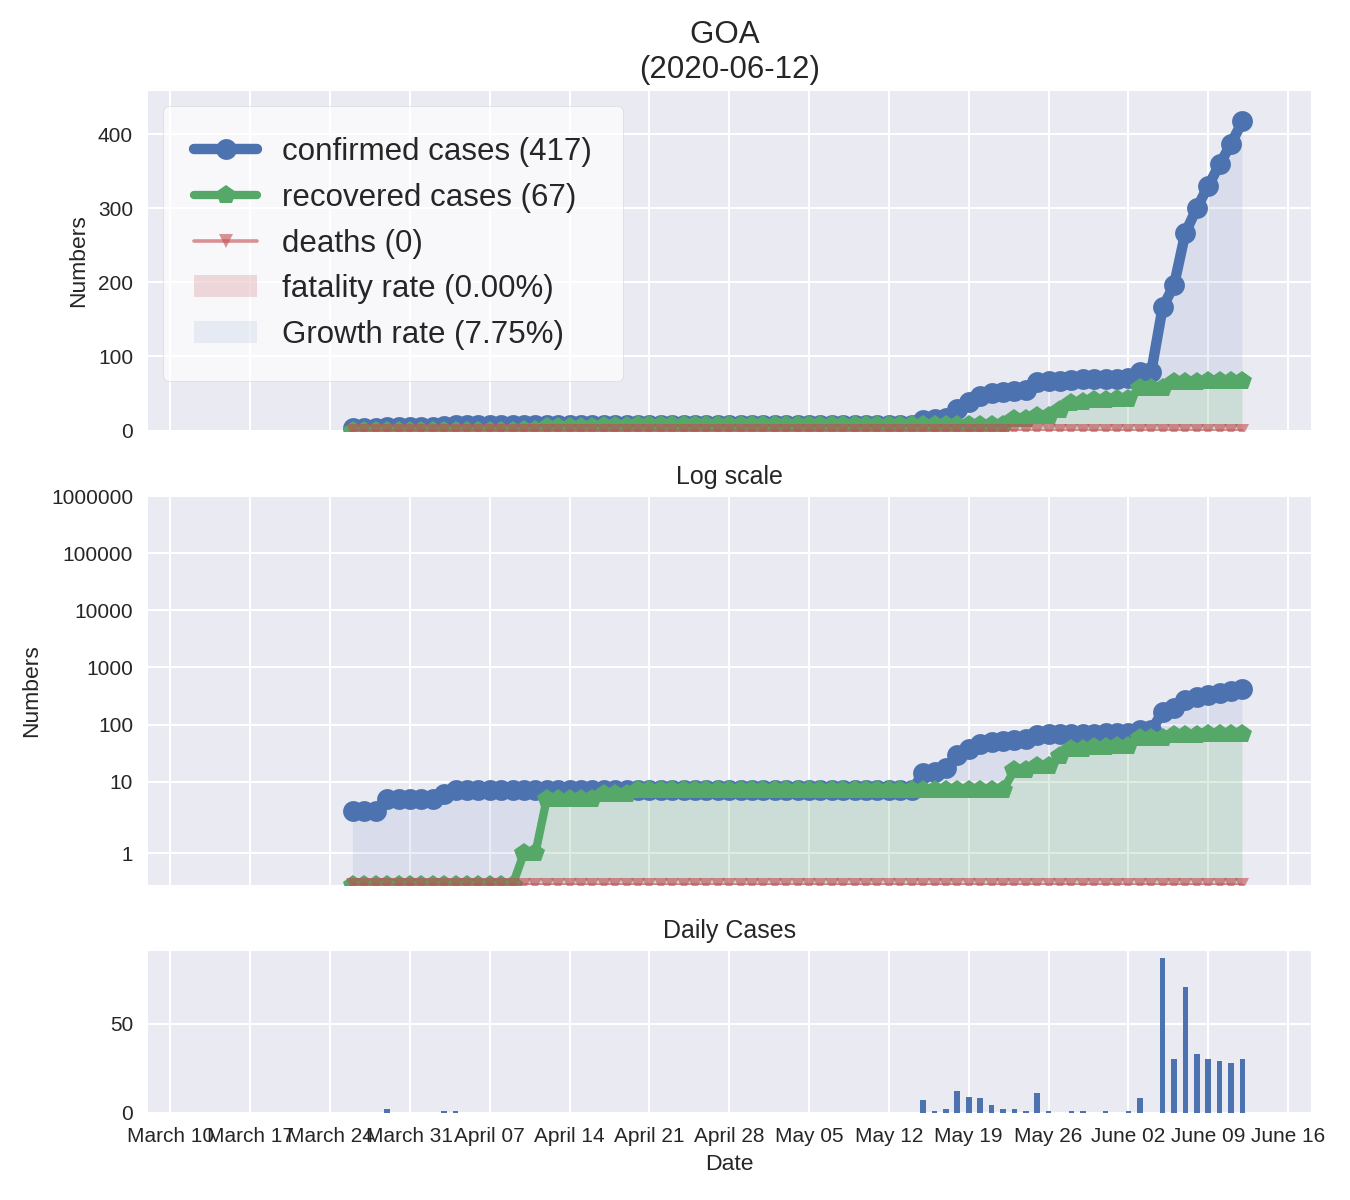 GOA
(2020-06-12)
400
300
200
100
0
Numbers
confirmed cases (417)
recovered cases (67)
deaths (0)
fatality rate (0.00%)
Growth rate (7.75%)
Log scale
1000000
100000
10000
1000
100
10
1
Numbers
Daily Cases
50
0
March 10 March 17 March 24 March 31 April 07 April 14 April 21 April 28 May 05 May 12 May 19 May 26 June 02 June 09 June 16
Date